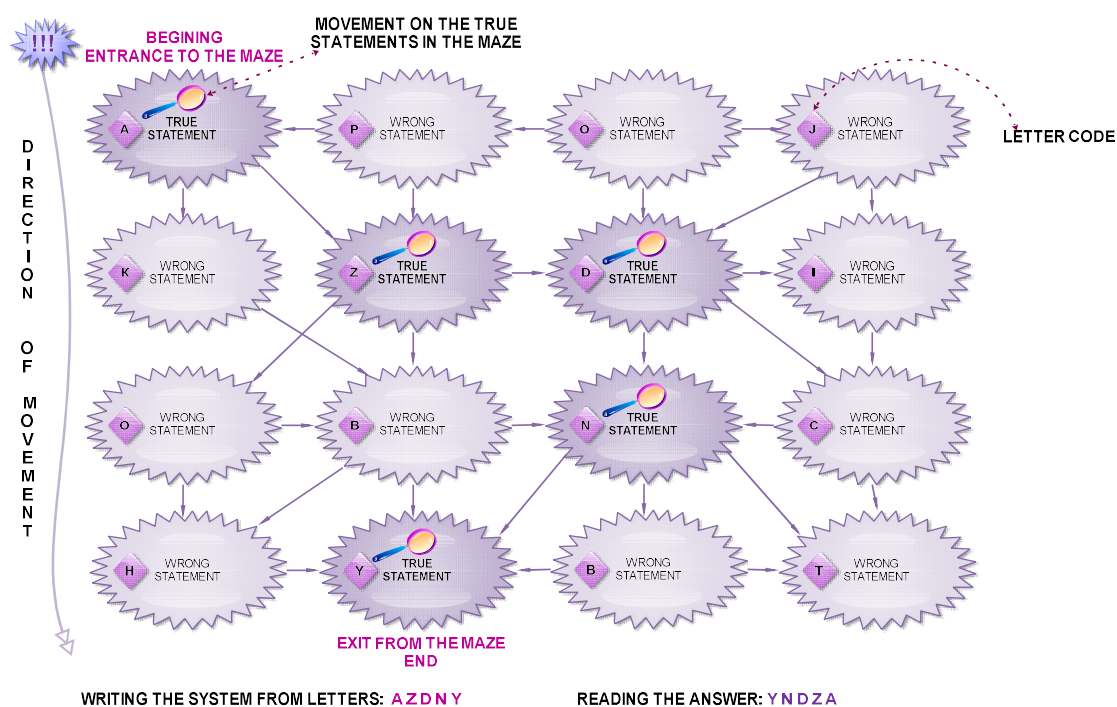 !!!
BEGINING
ENTRANCE TO THE MAZE
MOVEMENT ON THE TRUE
STATEMENTS IN THE MAZE
LETTER CODE
DIRECTION OF MOVEMENT
A TRUE
STATEMENT
P WRONG
STATEMENT
O WRONG
STATEMENT
J WRONG
STATEMENT
K WRONG
STATEMENT
Z TRUE
STATEMENT
D TRUE
STATEMENT
I WRONG
STATEMENT
O WRONG
STATEMENT
B WRONG
STATEMENT
N TRUE
STATEMENT
C WRONG
STATEMENT
H WRONG
STATEMENT
Y TRUE
STATEMENT
B WRONG
STATEMENT
T WRONG
STATEMENT
EXIT FROM THE MAZE
END
WRITING THE SYSTEM FROM LETTERS: A Z D N Y
READING THE ANSWER: Y N D Z A